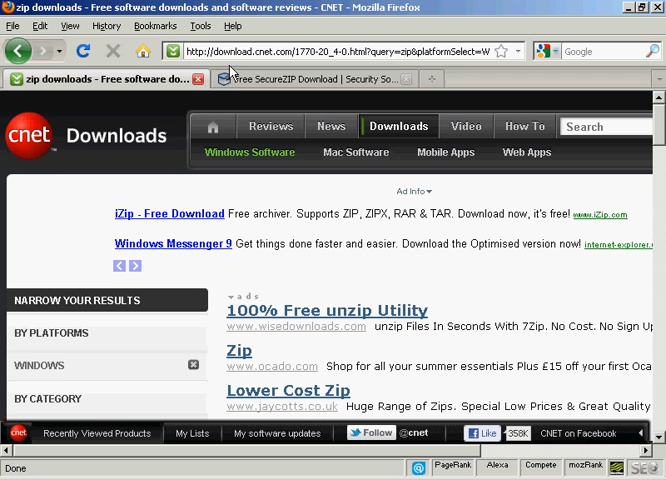 zip downloads - Free software downloads and software reviews - CNET - Mozilla Firefox
File Edit View History Bookmarks Tools Help
http://download.cnet.com/1770-20_4-0.html?query=zip&platformSelect=W
Google
zip downloads - Free software do...
Free SecureZIP Download | Security So...
cnet Downloads
Reviews News Downloads Video How To Search
Windows Software Mac Software Mobile Apps Web Apps
Ad Info
iZip - Free Download Free archiver. Supports ZIP, ZIPX, RAR & TAR. Download now, it's free! www.iZip.com
Windows Messenger 9 Get things done faster and easier. Download the Optimised version now! internet-explorer.
NARROW YOUR RESULTS
BY PLATFORMS
WINDOWS
BY CATEGORY
ads
100% Free unzip Utility
www.wisedownloads.com unzip Files In Seconds With 7Zip. No Cost. No Sign Up
Zip
www.ocado.com Shop for all your summer essentials Plus £15 off your first Oca
Lower Cost Zip
www.jaycotts.co.uk Huge Range of Zips. Special Low Prices & Great Quality
cnet Recently Viewed Products My Lists My software updates Follow @cnet Like 358K CNET on Facebook
Done
PageRank Alexa Compete mozRank SEO